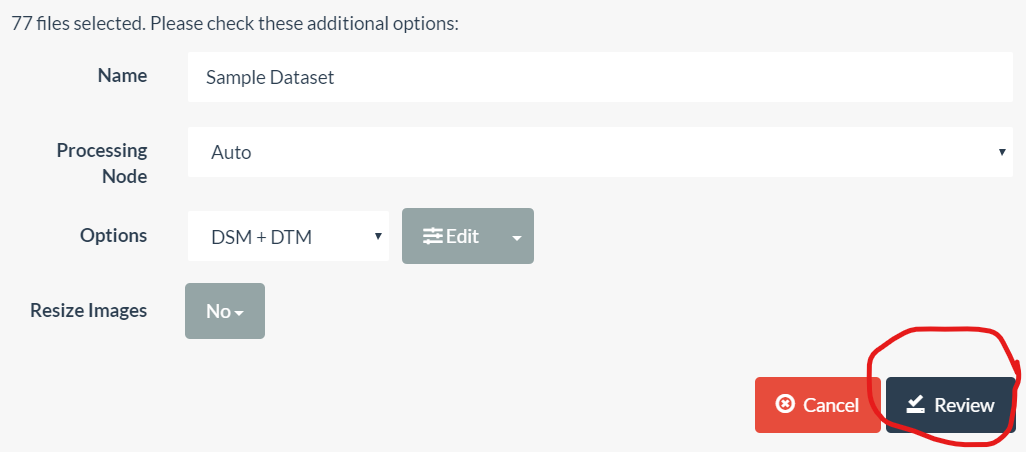 77 files selected. Please check these additional options:
Name
Sample Dataset
Processing
Node
Auto
Options
DSM + DTM
Edit
Resize Images
No
Cancel
Review